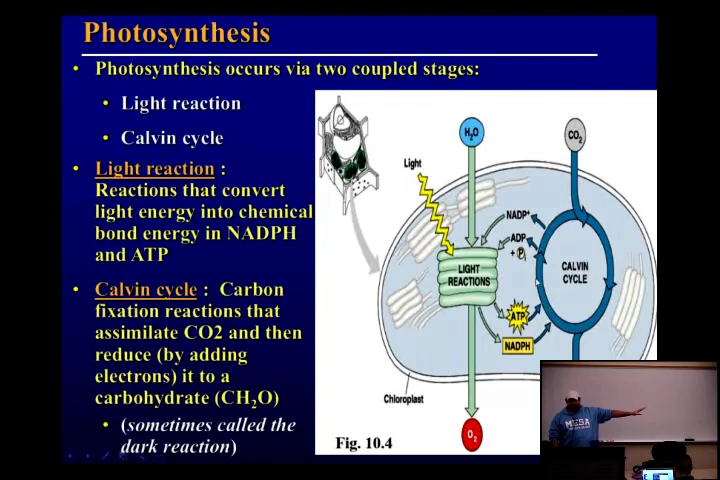 Photosynthesis
• Photosynthesis occurs via two coupled stages:
• Light reaction
• Calvin cycle
• Light reaction :
Reactions that convert
light energy into chemical
bond energy in NADPH
and ATP
• Calvin cycle : Carbon
fixation reactions that
assimilate CO2 and then
reduce (by adding
electrons) it to a
carbohydrate (CH2O)
• (sometimes called the
dark reaction)
H2O
CO2
Light
NADP+
ADP
+ Pi
LIGHT
REACTIONS
CALVIN
CYCLE
ATP
NADPH
Chloroplast
O2
Fig. 10.4
MESA